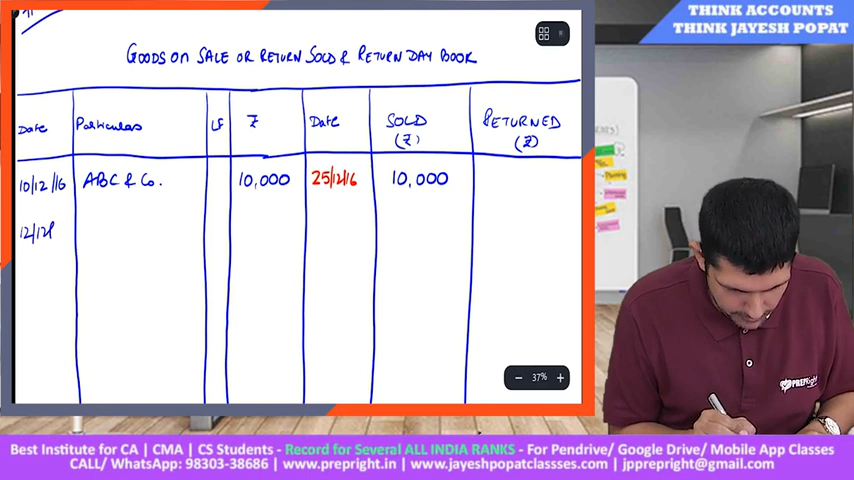 THINK ACCOUNTS
THINK JAYESH POPAT
GOODS ON SALE OR RETURN SOLD & RETURN DAY BOOK
Date Particulars LF ₹ Date SOLD (₹) RETURNED (₹)
10/12/16 ABC & Co. 10,000 25/12/16 10,000
12/12/
37%
PREPRight
Best Institute for CA | CMA | CS Students - Record for Several ALL INDIA RANKS - For Pendrive/ Google Drive/ Mobile App Classes
CALL/ WhatsApp: 98303-38686 | www.prepright.in | www.jayeshpopatclassses.com | jpprepright@gmail.com